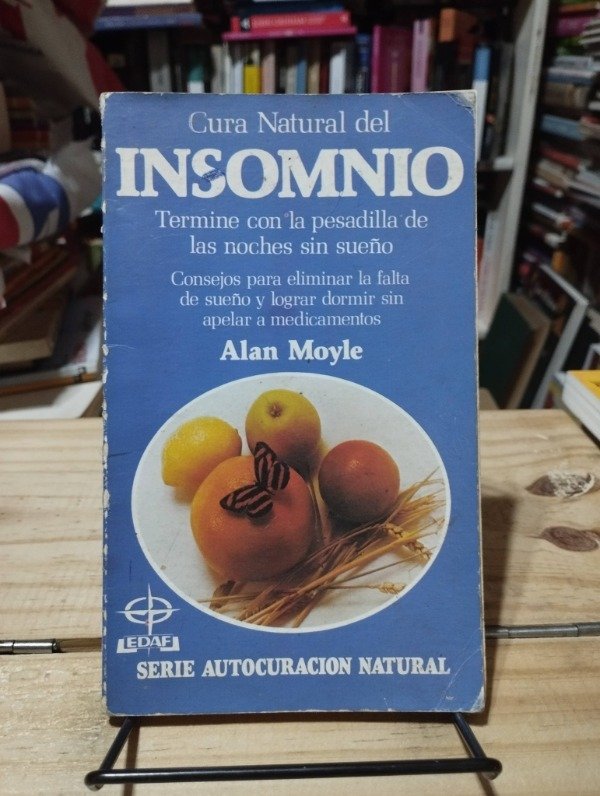 Cura Natural del
INSOMNIO
Termine con la pesadilla de
las noches sin sueño
Consejos para eliminar la falta
de sueño y lograr dormir sin
apelar a medicamentos
Alan Moyle
EDAF
SERIE AUTOCURACION NATURAL